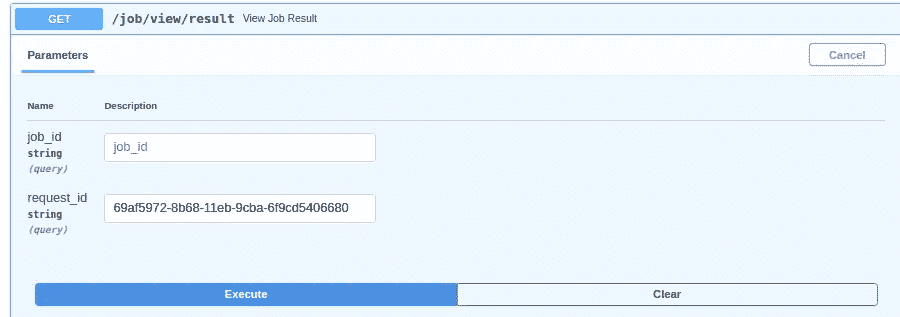 GET /job/view/result View Job Result
Parameters Cancel
Name Description
job_id job_id
string
(query)
request_id 69af5972-8b68-11eb-9cba-6f9cd5406680
string
(query)
Execute Clear